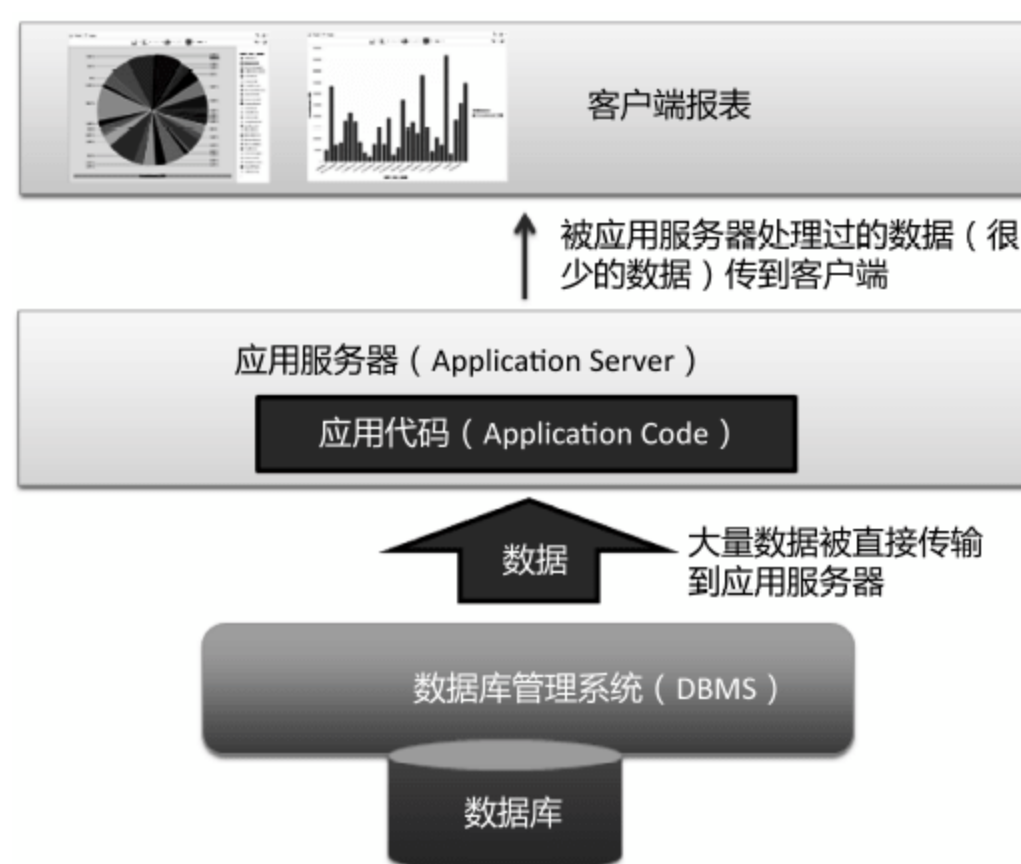 客户端报表
被应用服务器处理过的数据（很
少的数据）传到客户端
应用服务器（Application Server）
应用代码（Application Code）
数据
大量数据被直接传输
到应用服务器
数据库管理系统（DBMS）
数据库